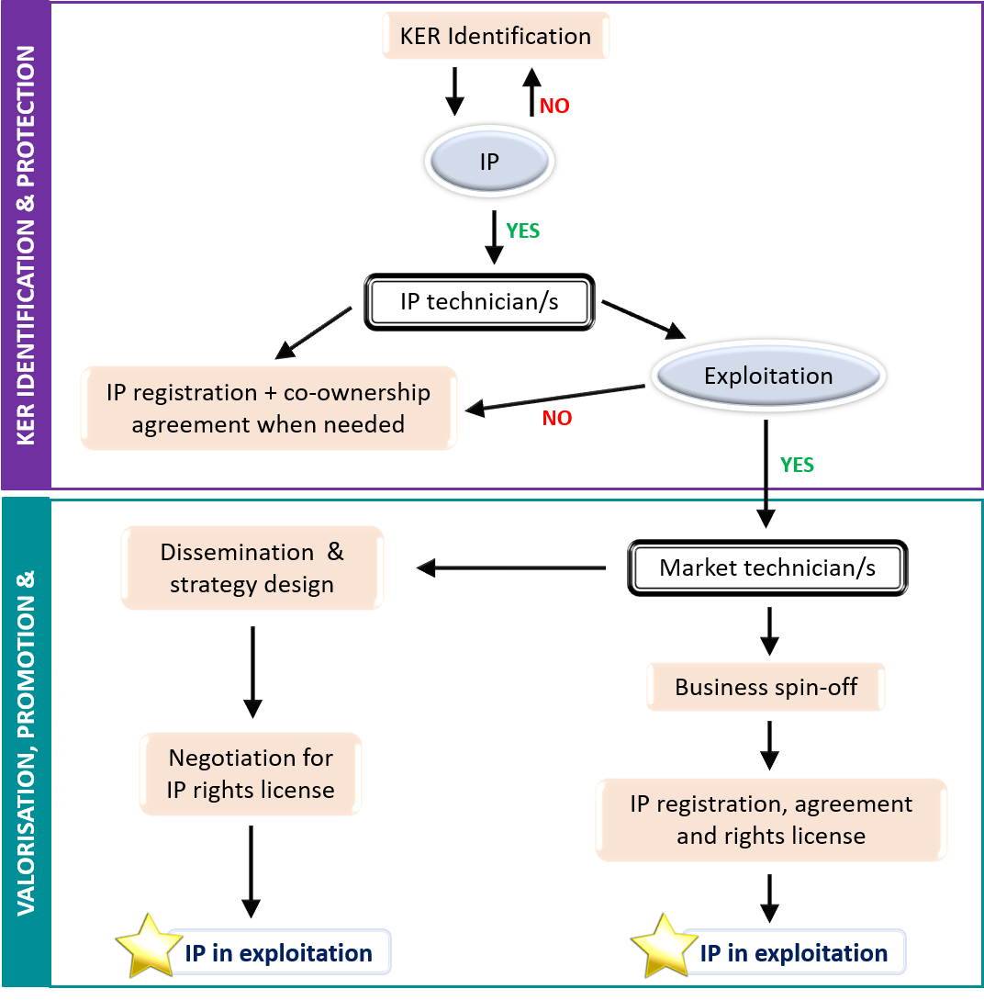 KER IDENTIFICATION & PROTECTION
KER Identification
NO
IP
YES
IP technician/s
Exploitation
IP registration + co-ownership
agreement when needed
NO
YES
VALORISATION, PROMOTION &
Dissemination &
strategy design
Market technician/s
Business spin-off
Negotiation for
IP rights license
IP registration, agreement
and rights license
IP in exploitation
IP in exploitation